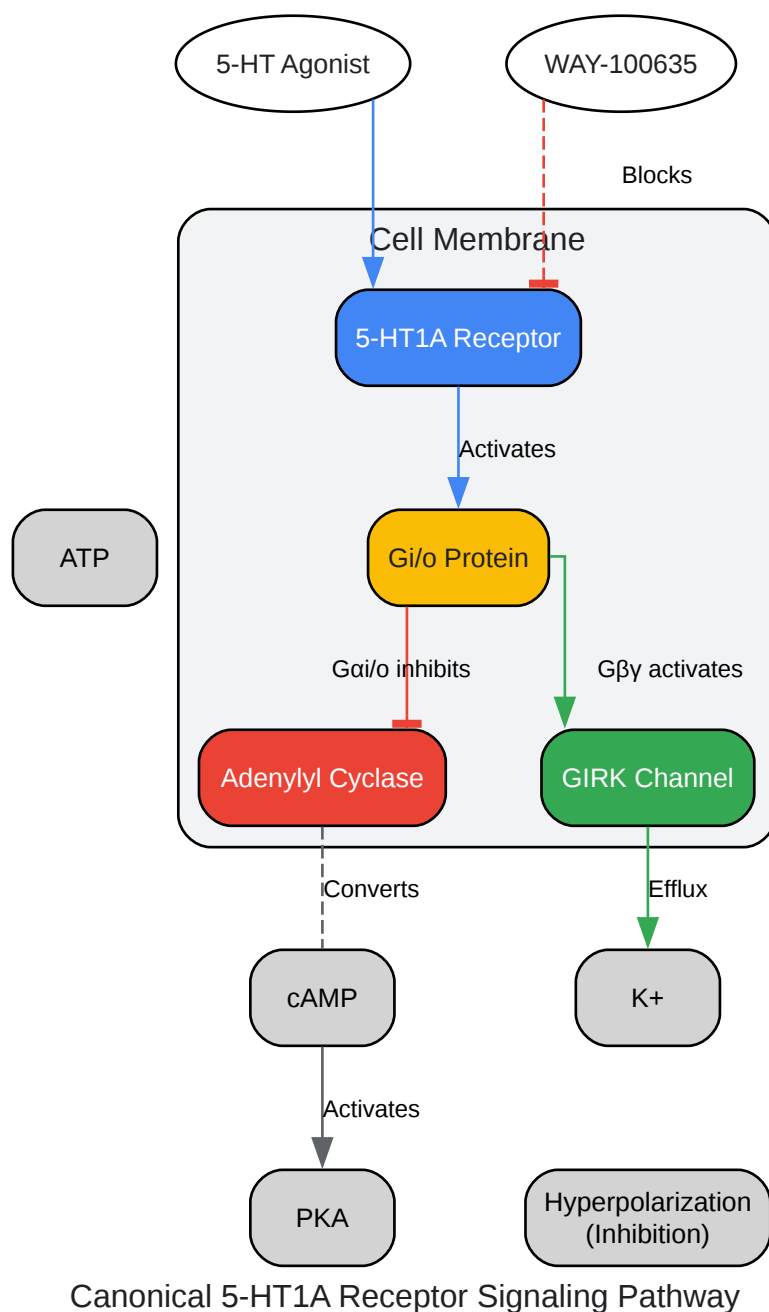 5-HT Agonist
WAY-100635
Blocks
Cell Membrane
5-HT1A Receptor
Activates
ATP
Gi/o Protein
Gαi/o inhibits
Gβγ activates
Adenylyl Cyclase
GIRK Channel
Converts
Efflux
cAMP
K+
Activates
PKA
Hyperpolarization
(Inhibition)
Canonical 5-HT1A Receptor Signaling Pathway